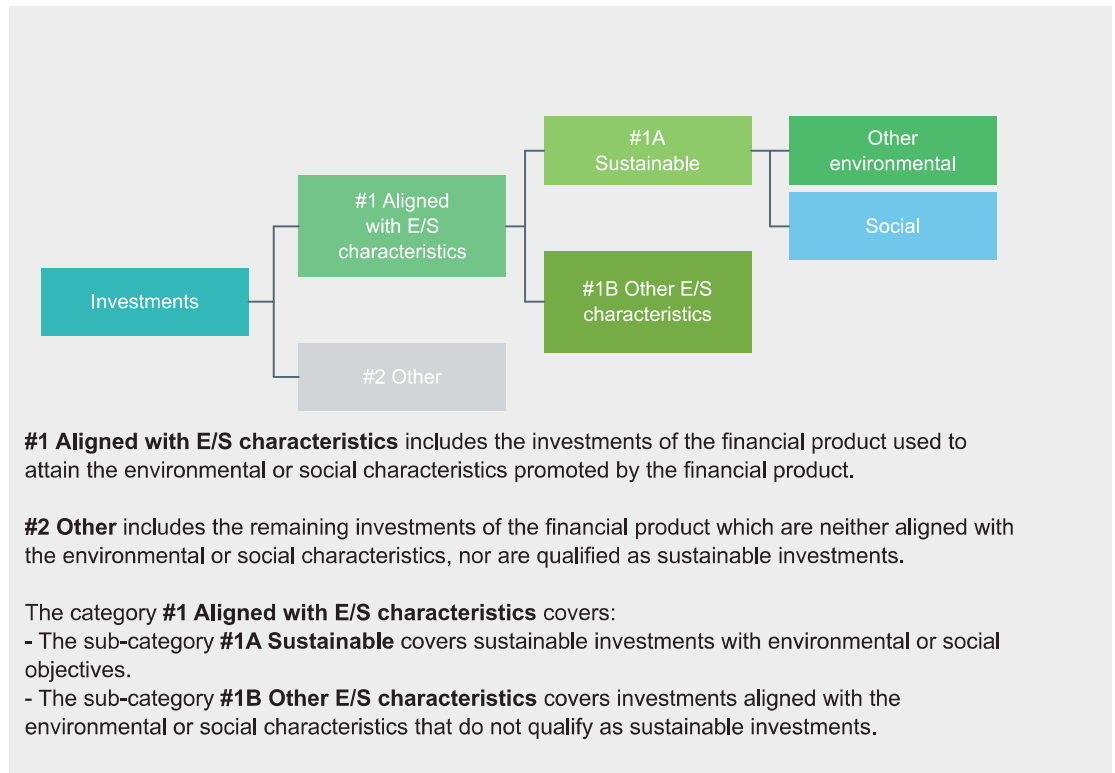 #1A
Sustainable
Other
environmental
#1 Aligned
with E/S
characteristics
Social
#1B Other E/S
characteristics
Investments
#2 Other
#1 Aligned with E/S characteristics includes the investments of the financial product used to
attain the environmental or social characteristics promoted by the financial product.
#2 Other includes the remaining investments of the financial product which are neither aligned with
the environmental or social characteristics, nor are qualified as sustainable investments.
The category #1 Aligned with E/S characteristics covers:
- The sub-category #1A Sustainable covers sustainable investments with environmental or social
objectives.
- The sub-category #1B Other E/S characteristics covers investments aligned with the
environmental or social characteristics that do not qualify as sustainable investments.